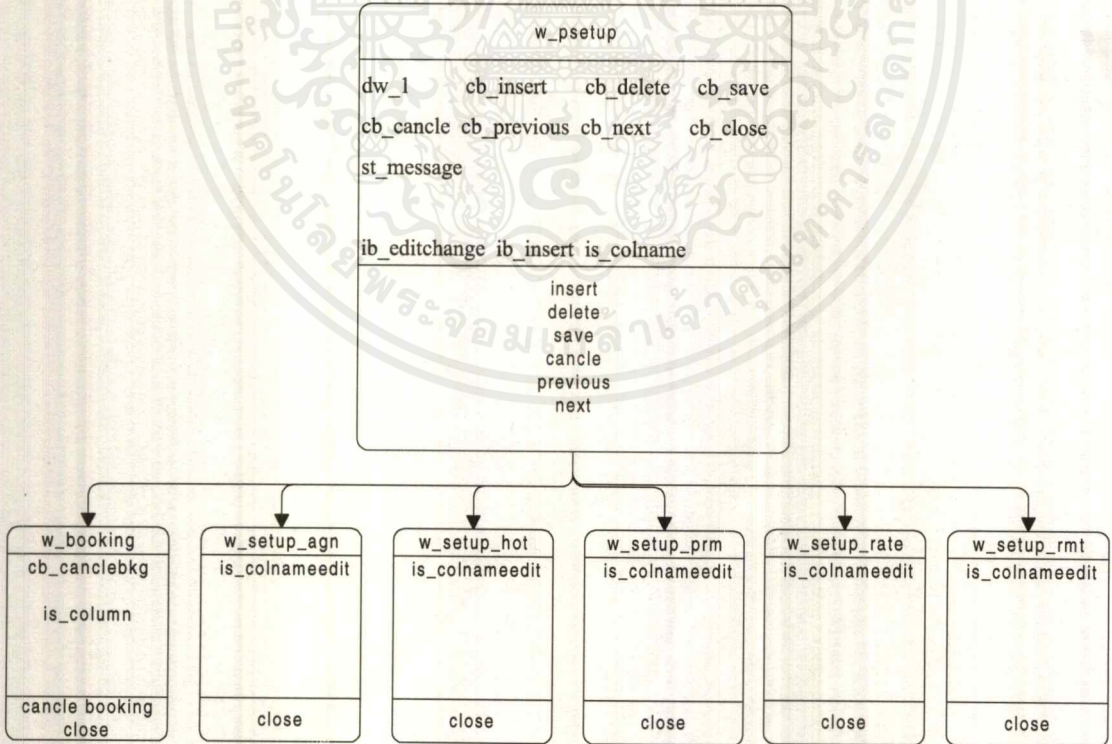 w_psetup
dw_1 cb_insert cb_delete cb_save
cb_cancle cb_previous cb_next cb_close
st_message
ib_editchange ib_insert is_colname
insert
delete
save
cancle
previous
next
w_booking
cb_canclebkg
is_column
cancle booking
close
w_setup_agn
is_colnameedit
close
w_setup_hot
is_colnameedit
close
w_setup_prm
is_colnameedit
close
w_setup_rate
is_colnameedit
close
w_setup_rmt
is_colnameedit
close